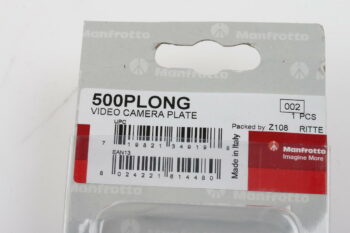 Manfrotto
500PLONG
VIDEO CAMERA PLATE
002
1 PCS
Packed by: Z108 RITTE
UPC
7 19821 34919
EAN13
8 024221 614480
Made in Italy
Manfrotto
Imagine More